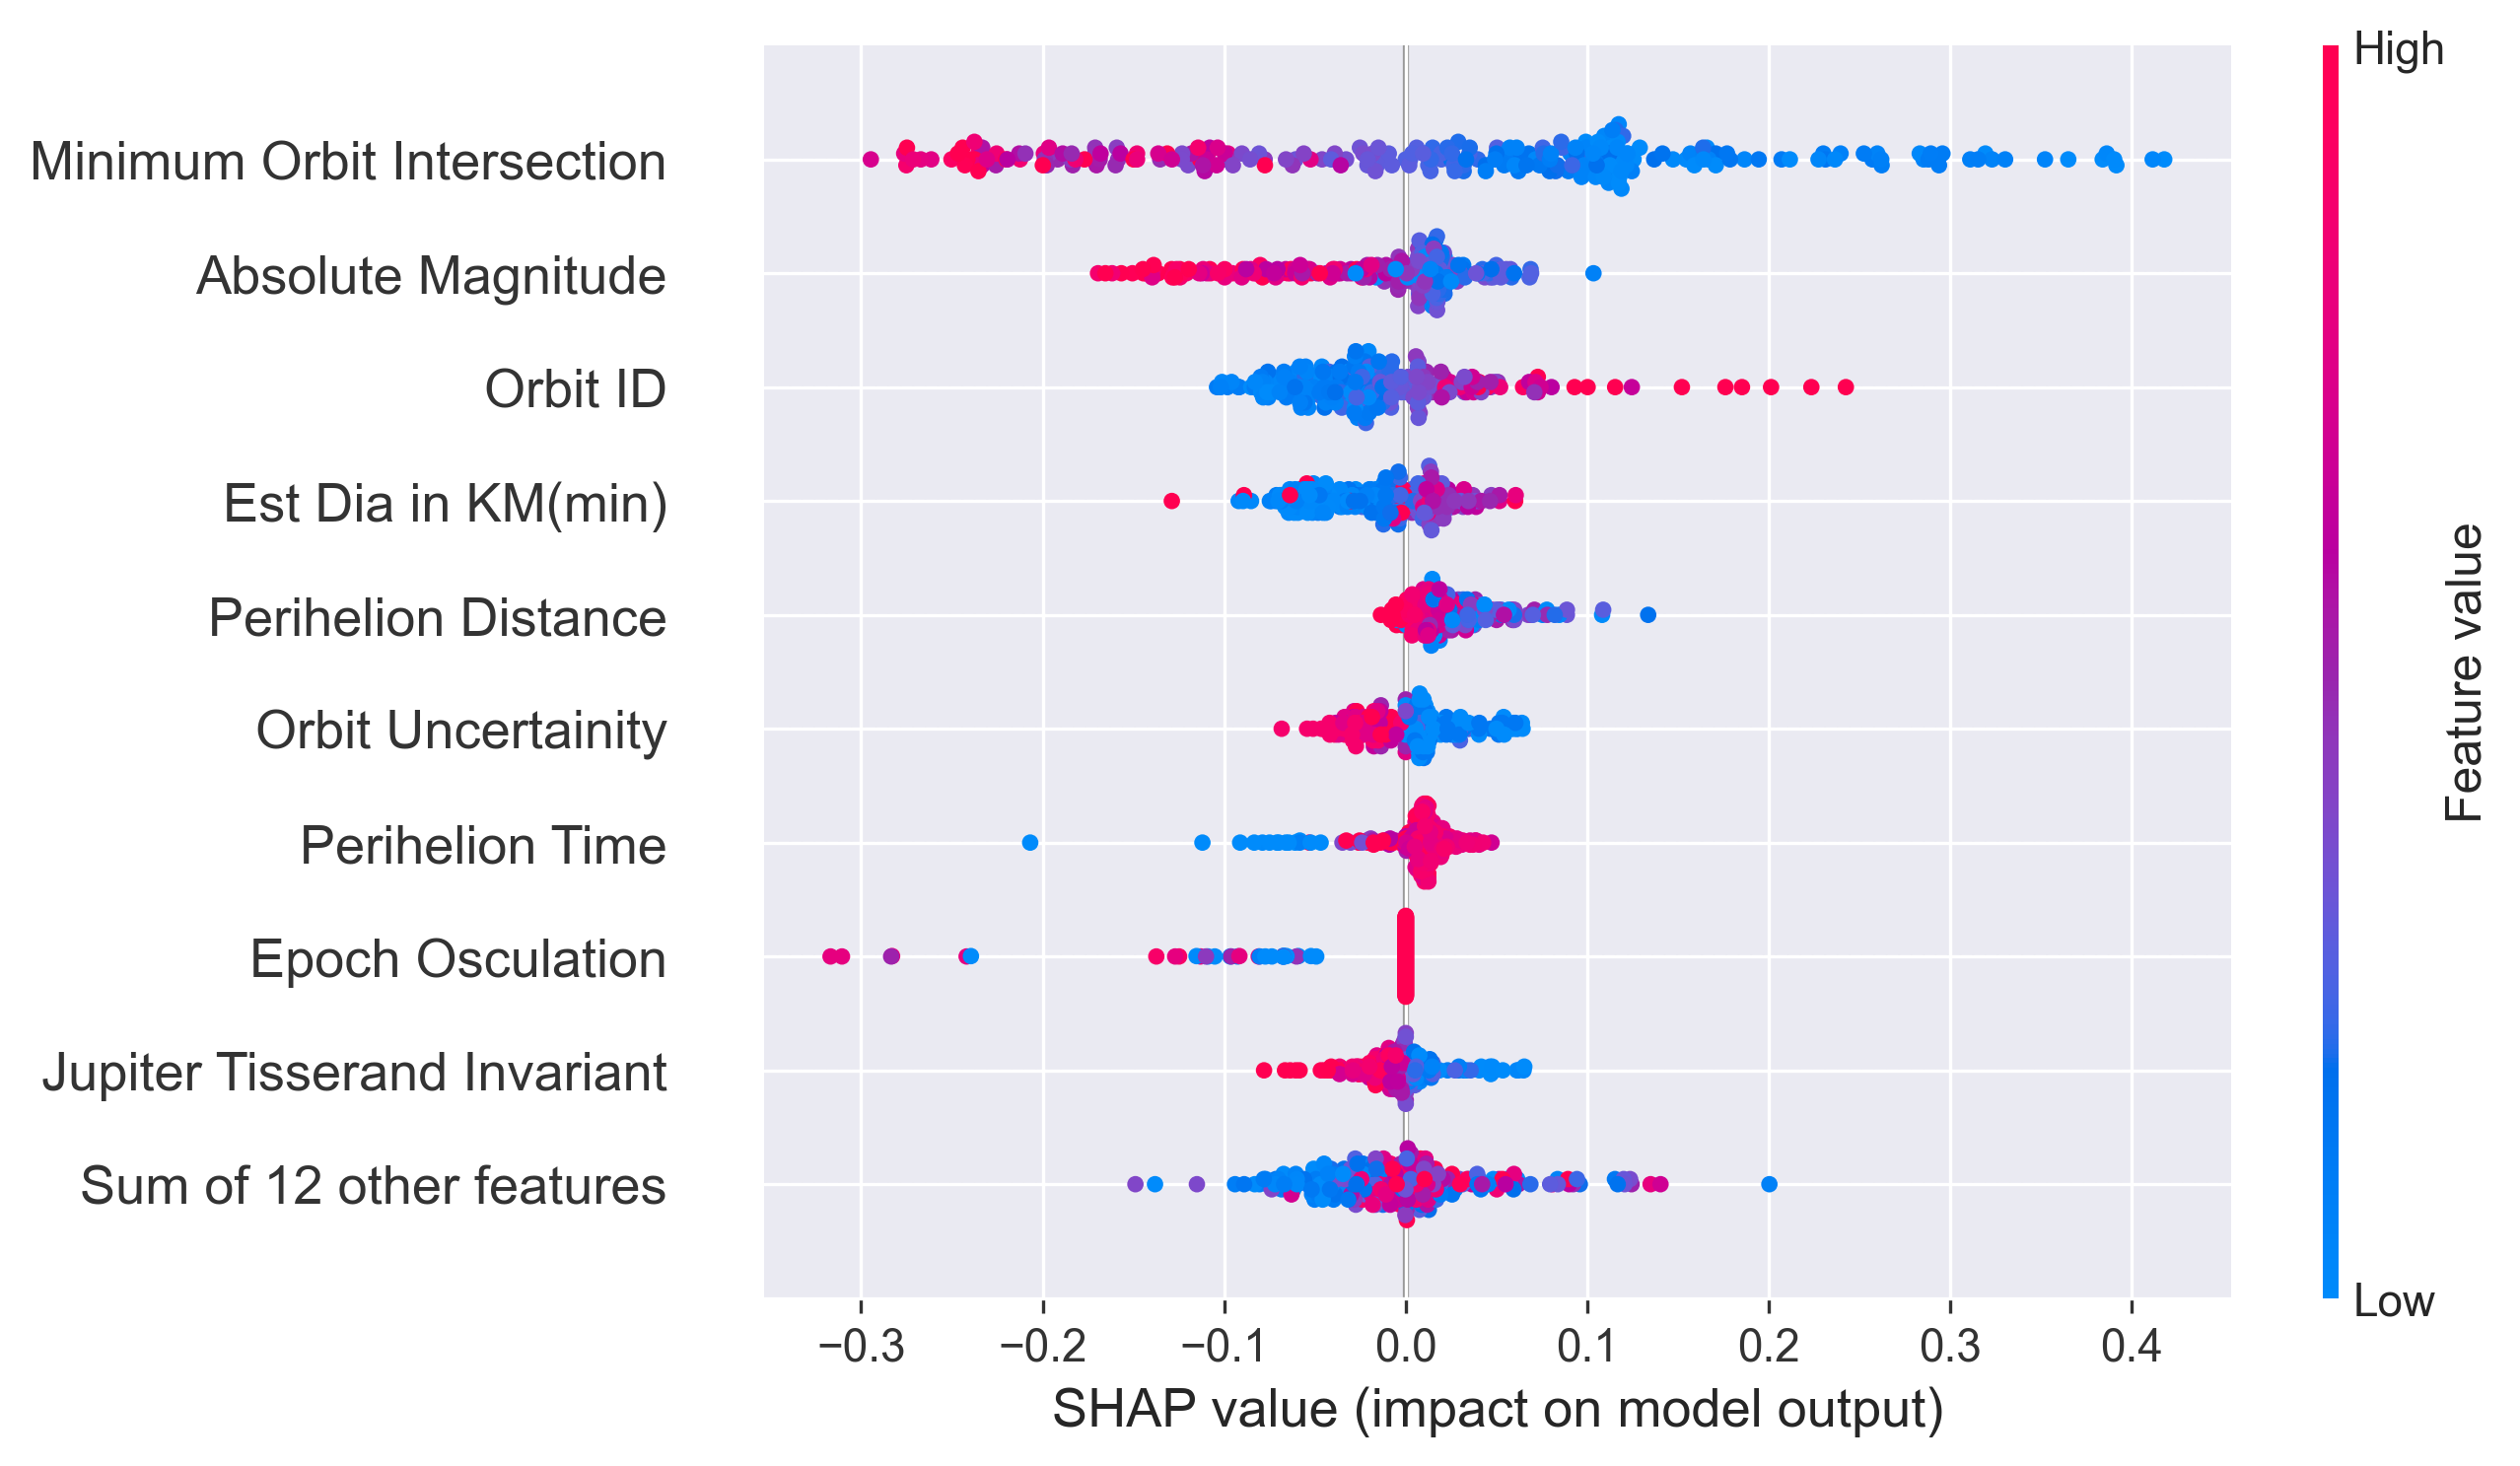 High
Minimum Orbit Intersection
Absolute Magnitude
Orbit ID
Est Dia in KM(min)
Perihelion Distance
Orbit Uncertainity
Perihelion Time
Epoch Osculation
Jupiter Tisserand Invariant
Sum of 12 other features
Feature value
Low
−0.3 −0.2 −0.1 0.0 0.1 0.2 0.3 0.4
SHAP value (impact on model output)